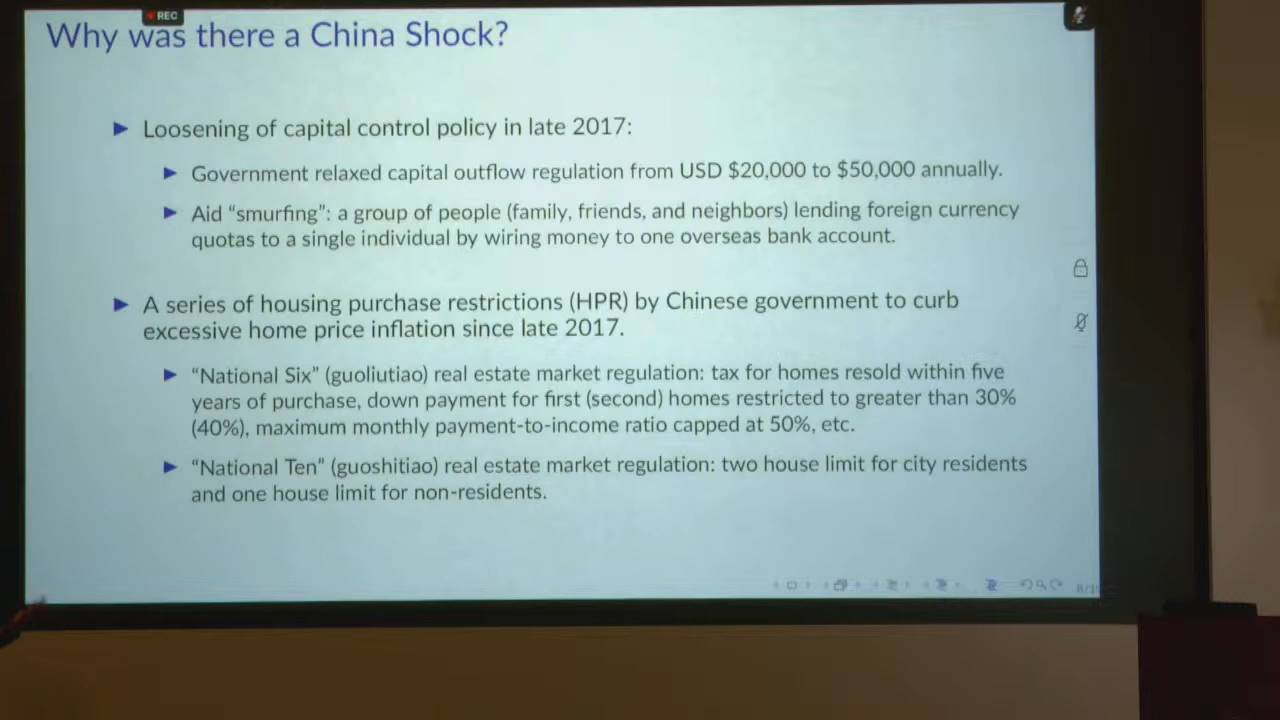 REC
Why was there a China Shock?
Loosening of capital control policy in late 2017:
Government relaxed capital outflow regulation from USD $20,000 to $50,000 annually.
Aid “smurfing”: a group of people (family, friends, and neighbors) lending foreign currency
quotas to a single individual by wiring money to one overseas bank account.
A series of housing purchase restrictions (HPR) by Chinese government to curb
excessive home price inflation since late 2017.
“National Six” (guoliutiao) real estate market regulation: tax for homes resold within five
years of purchase, down payment for first (second) homes restricted to greater than 30%
(40%), maximum monthly payment-to-income ratio capped at 50%, etc.
“National Ten” (guoshitiao) real estate market regulation: two house limit for city residents
and one house limit for non-residents.